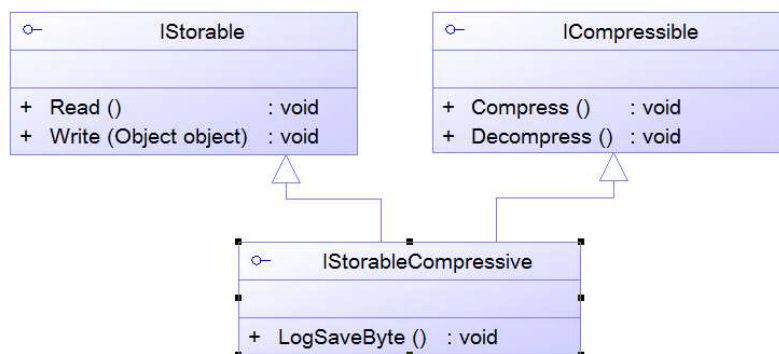 IStorable
+ Read () : void
+ Write (Object object) : void
ICompressible
+ Compress () : void
+ Decompress () : void
IStorableCompressive
+ LogSaveByte () : void